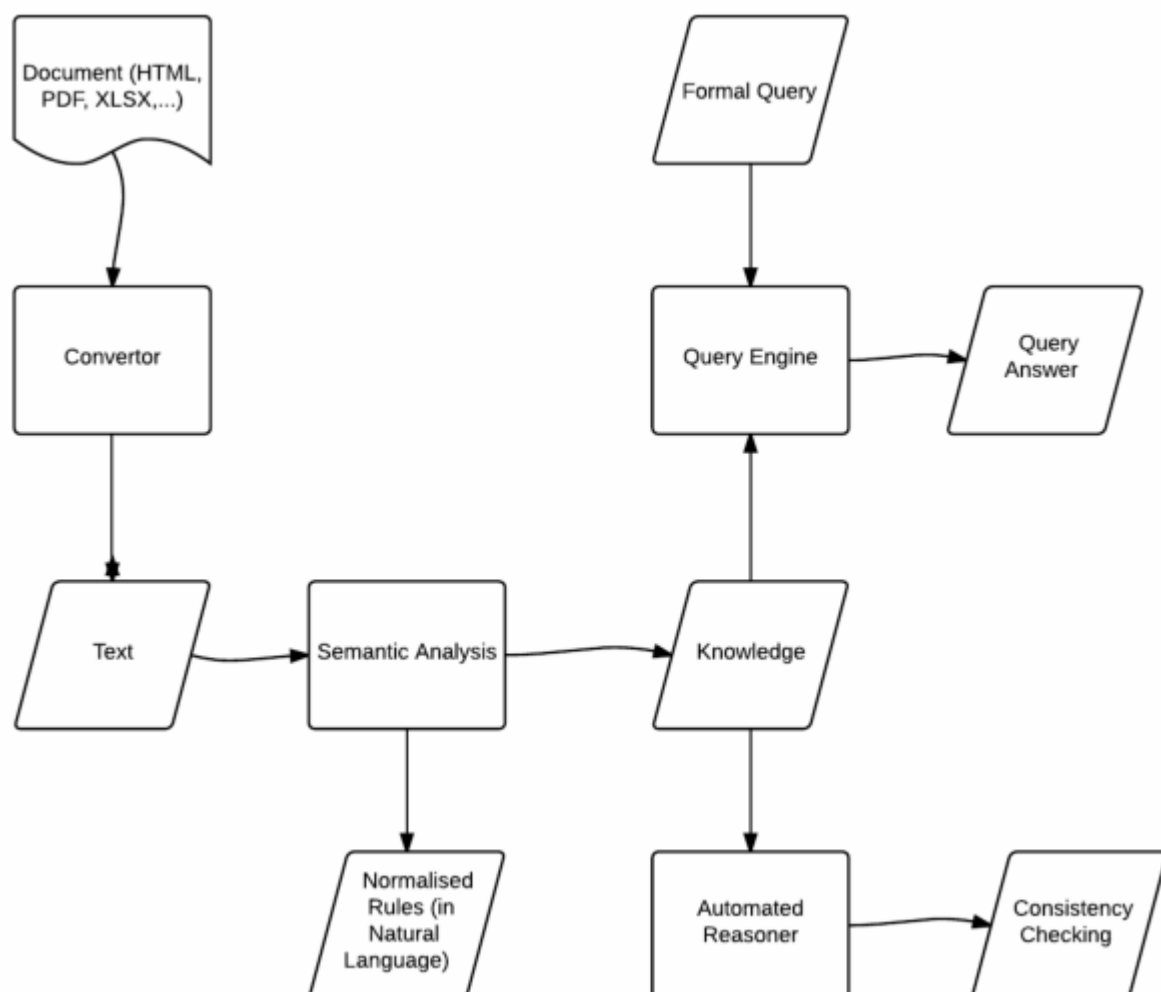 Document (HTML,
PDF, XLSX,...)
Formal Query
Convertor
Query Engine
Query
Answer
Text
Semantic Analysis
Knowledge
Normalised
Rules (in
Natural
Language)
Automated
Reasoner
Consistency
Checking